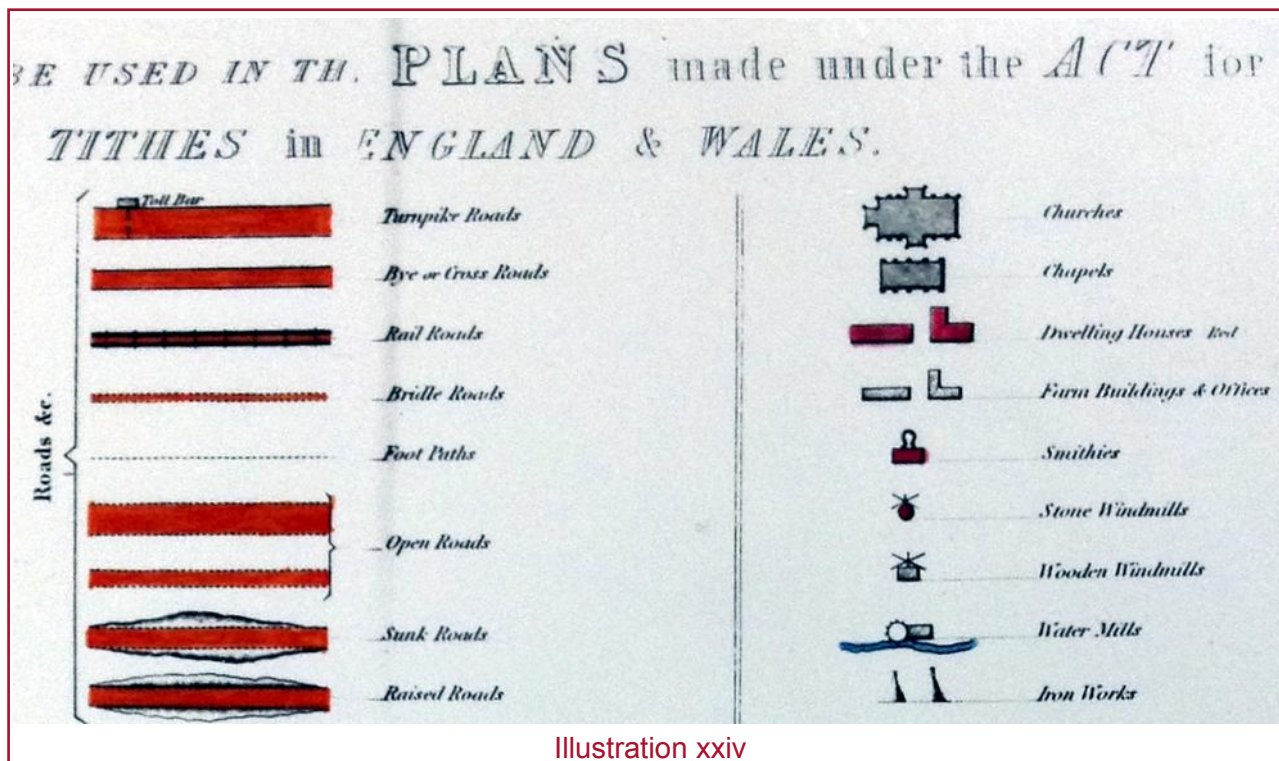 BE USED IN TH. PLANS made under the ACT for
TITHES in ENGLAND & WALES.
Roads &c.
Toll Bar
Turnpike Roads
Bye or Cross Roads
Rail Roads
Bridle Roads
Foot Paths
Open Roads
Sunk Roads
Raised Roads
Churches
Chapels
Dwelling Houses Red
Farm Buildings & Offices
Smithies
Stone Windmills
Wooden Windmills
Water Mills
Iron Works
Illustration xxiv